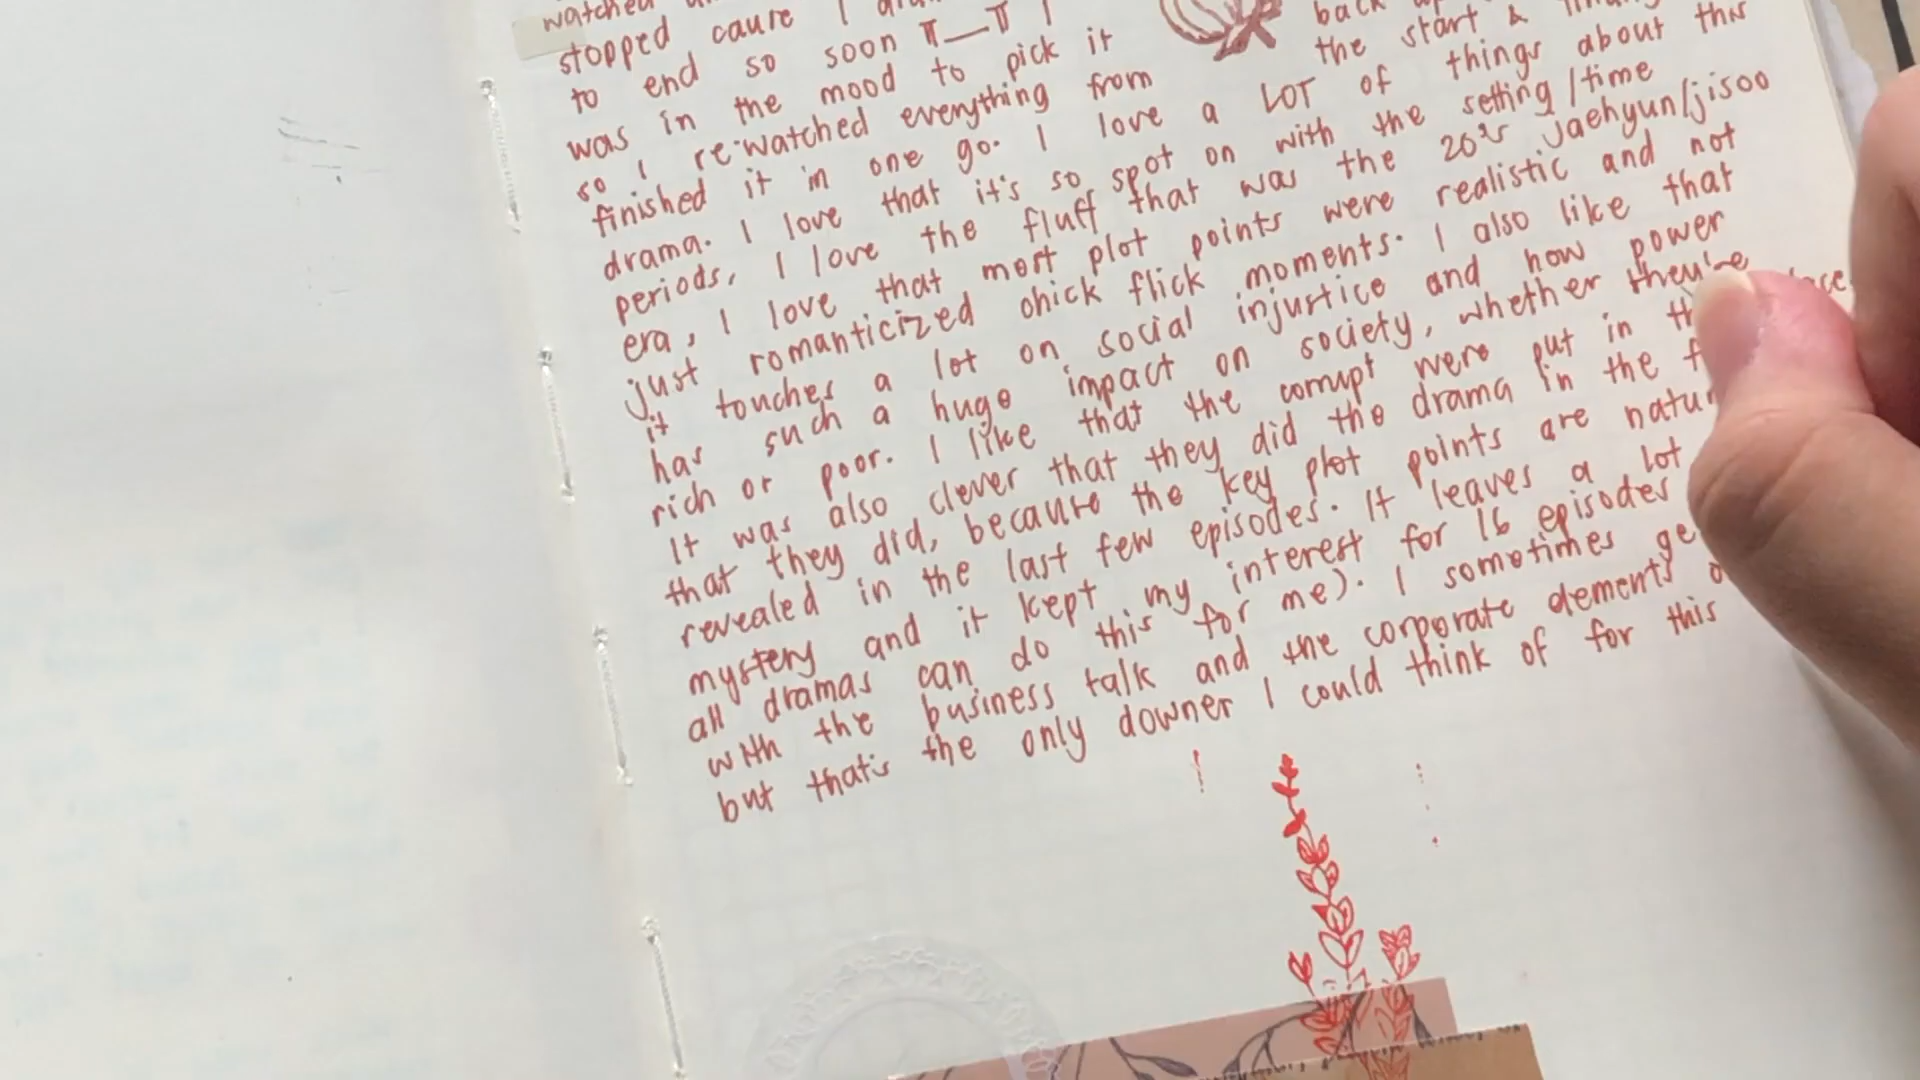 watched
stopped cause I
to end so soon T_T I back
was in the mood to pick it the start &
so I re-watched everything from
finished it in one go. I love a LOT of things about this
drama. I love that it's so spot on with the setting/time
periods, I love the fluff that was the 20's jaehyun/jisoo
era, I love that most plot points were realistic and not
just romanticized chick flick moments. I also like that
it touches a lot on social injustice and how power
has such a huge impact on society, whether they're
rich or poor. I like that the corrupt were put in
It was also clever that they did the drama in the
that they did, because the key plot points are
revealed in the last few episodes. It leaves a lot
mystery and it kept my interest for 16 episodes
all dramas can do this for me). I sometimes
with the business talk and the corporate elements
but that's the only downer I could think of for this